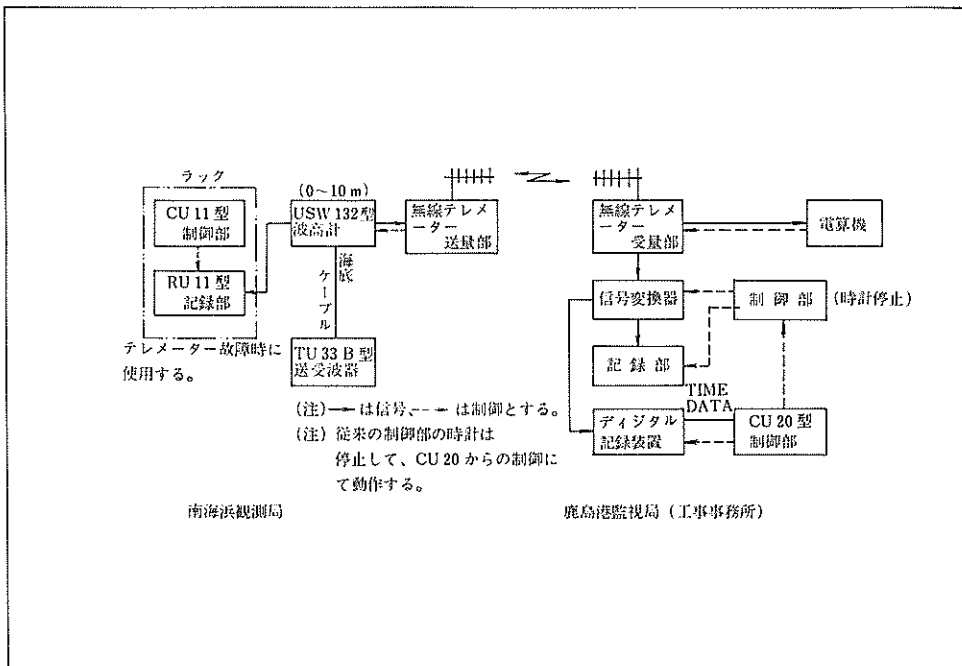 ラック
CU 11 型
制御部
RU 11 型
記録部
テレメーター故障時に
使用する。
(0～10 m)
USW 132 型
波高計
海底
ケーブル
TU 33 B 型
送受波器
無線テレメ
ーター
送量部
無線テレメ
ーター
受量部
電算機
信号変換器
制御部
(時計停止)
記録部
TIME
DATA
ディジタル
記録装置
CU 20 型
制御部
(注) → は信号、--→ は制御とする。
(注) 従来の制御部の時計は
停止して、CU 20 からの制御に
て動作する。
南海浜観測局
鹿島港監視局 (工事事務所)